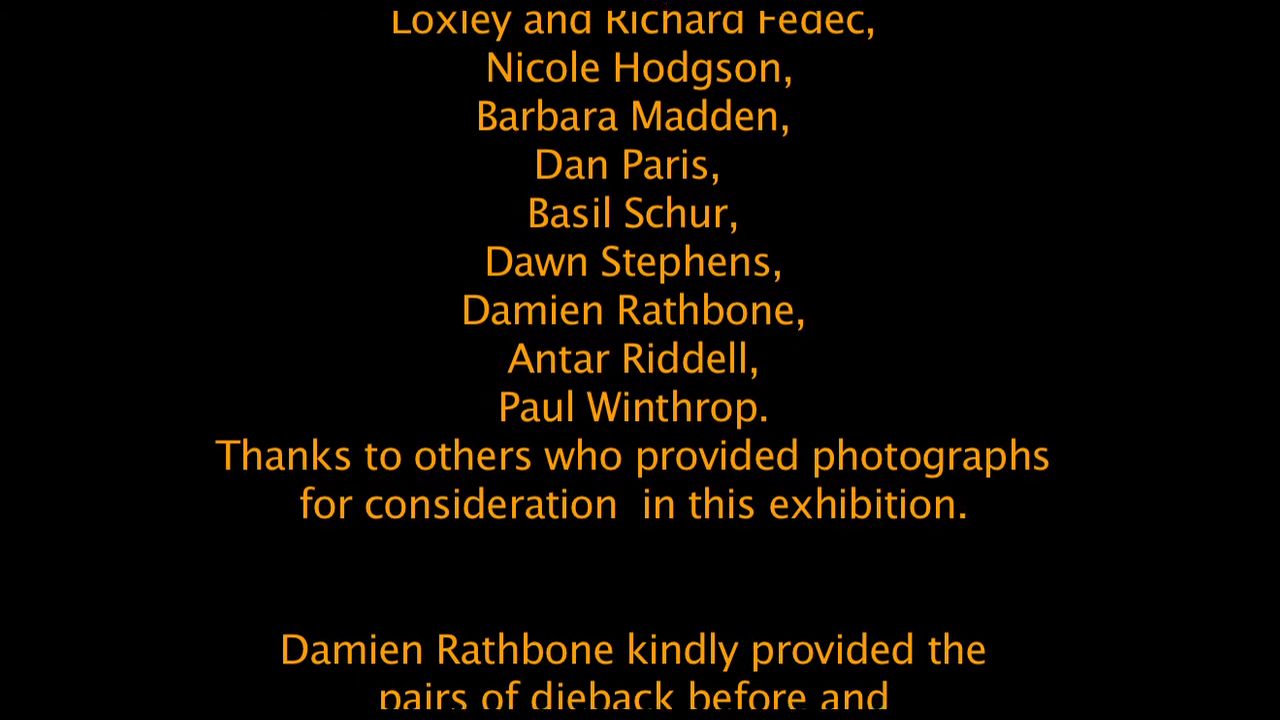 Loxley and Richard Fedec,
Nicole Hodgson,
Barbara Madden,
Dan Paris,
Basil Schur,
Dawn Stephens,
Damien Rathbone,
Antar Riddell,
Paul Winthrop.
Thanks to others who provided photographs
for consideration  in this exhibition.
Damien Rathbone kindly provided the
pairs of dieback before and